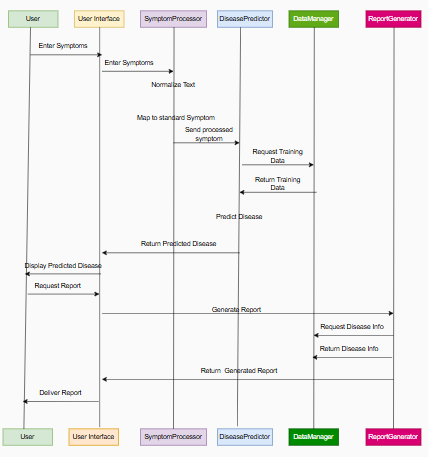 User User Interface SymptomProcessor DiseasePredictor DataManager ReportGenerator
Enter Symptoms
Enter Symptoms
Normalize Text
Map to standard Symptom
Send processed
symptom
Request Training
Data
Return Training
Data
Predict Disease
Return Predicted Disease
Display Predicted Disease
Request Report
Generate Report
Request Disease Info
Return Disease Info
Return Generated Report
Deliver Report
User User Interface SymptomProcessor DiseasePredictor DataManager ReportGenerator